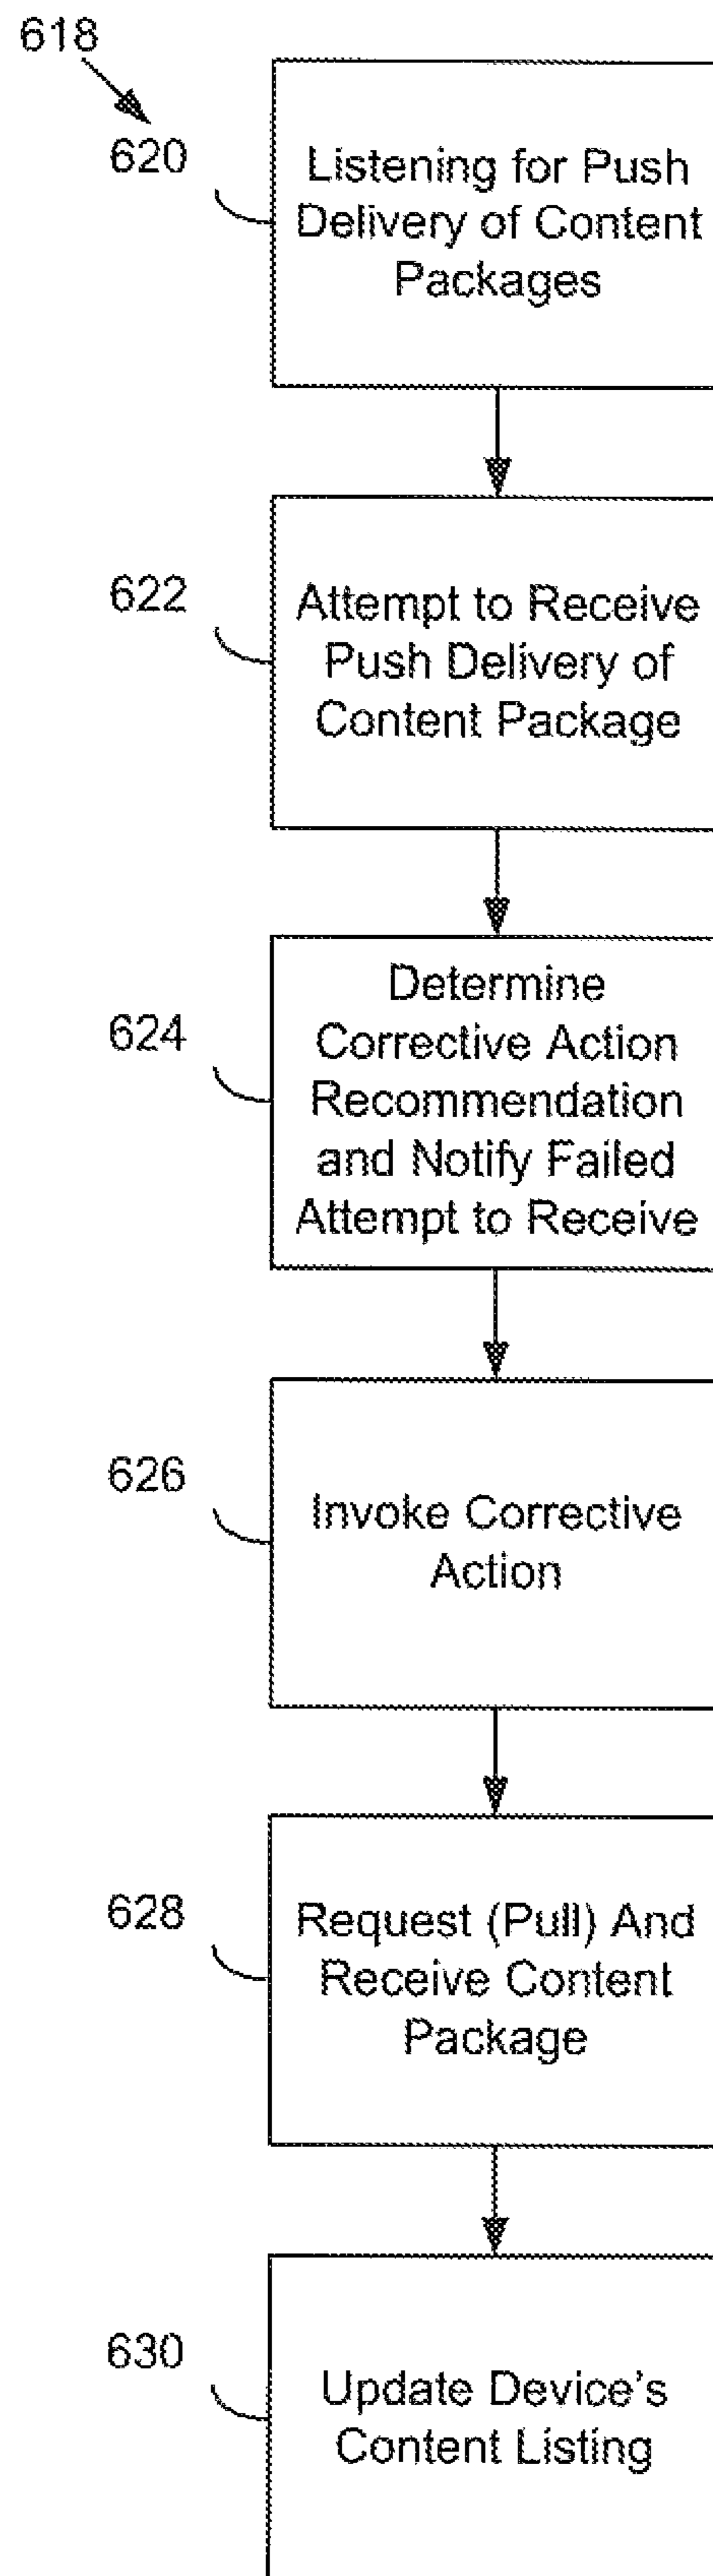 618
620
Listening for Push
Delivery of Content
Packages
622
Attempt to Receive
Push Delivery of
Content Package
624
Determine
Corrective Action
Recommendation
and Notify Failed
Attempt to Receive
626
Invoke Corrective
Action
628
Request (Pull) And
Receive Content
Package
630
Update Device's
Content Listing